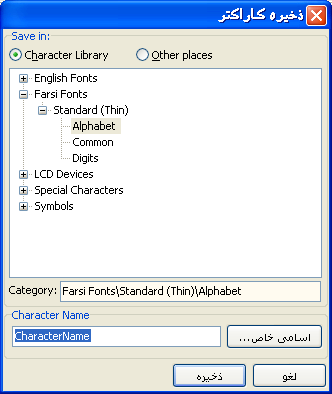 ذخیره کاراکتر
Save in:
Character Library
Other places
English Fonts
Farsi Fonts
Standard (Thin)
Alphabet
Common
Digits
LCD Devices
Special Characters
Symbols
Category: Farsi Fonts\Standard (Thin)\Alphabet
Character Name
CharacterName
اسامی خاص...
ذخیره
لغو